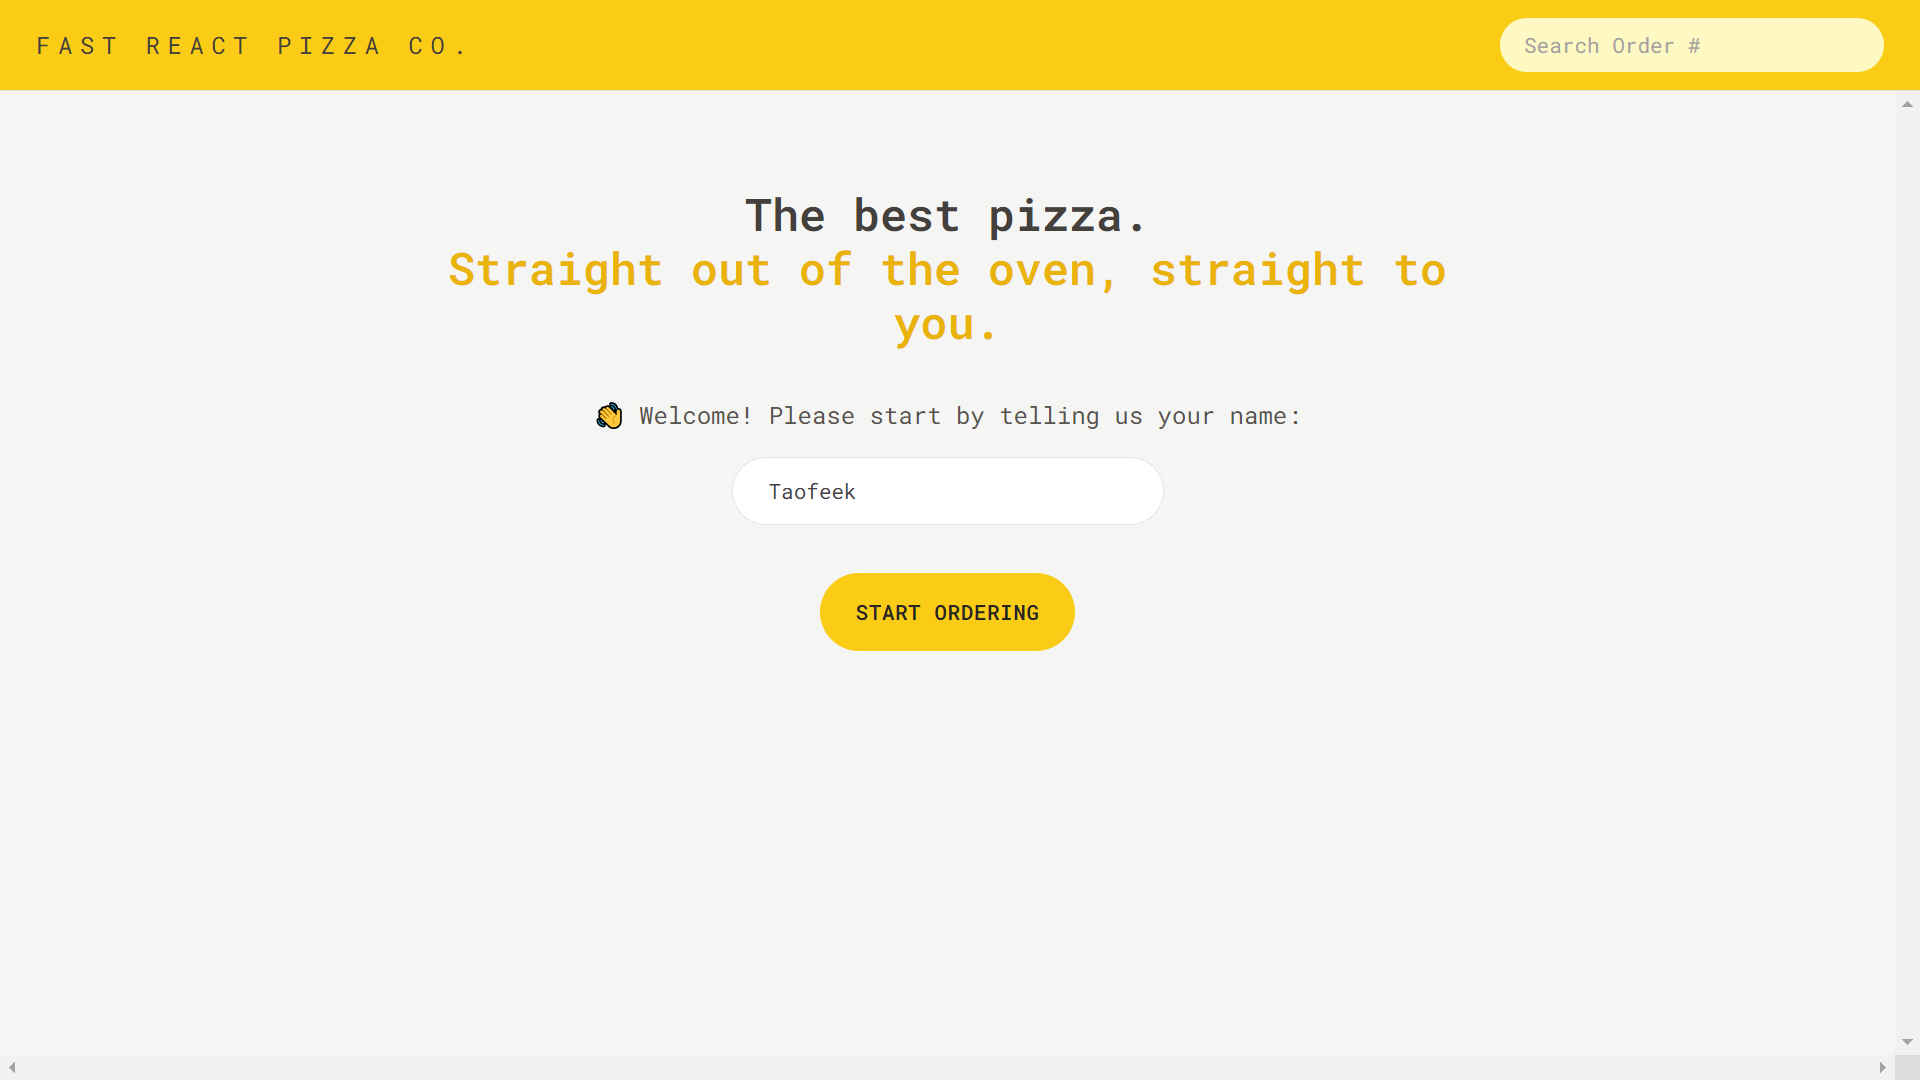 FAST REACT PIZZA CO.
Search Order #
The best pizza.
Straight out of the oven, straight to
you.
👋 Welcome! Please start by telling us your name:
Taofeek
START ORDERING